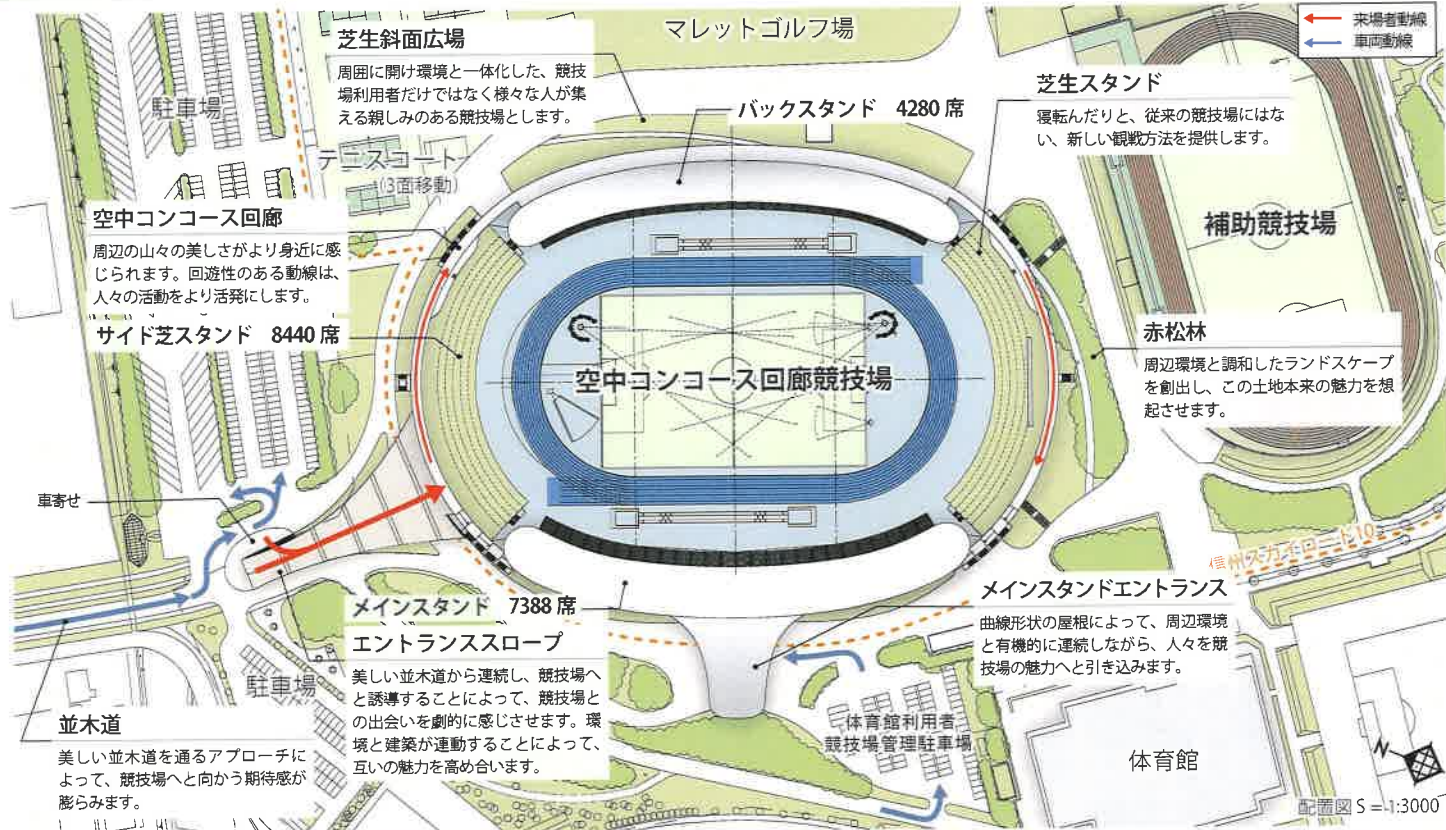 マレットゴルフ場
来場者動線
車両動線
芝生斜面広場
周囲に開け環境と一体化した、競技
場利用者だけではなく様々な人が集
える親しみのある競技場とします。
駐車場
バックスタンド 4280 席
芝生スタンド
寝転んだりと、従来の競技場にはな
い、新しい観戦方法を提供します。
テニスコート
(3面移動)
空中コンコース回廊
周辺の山々の美しさがより身近に感
じられます。回遊性のある動線は、
人々の活動をより活発にします。
補助競技場
サイド芝スタンド 8440 席
赤松林
周辺環境と調和したランドスケープ
を創出し、この土地本来の魅力を想
起させます。
空中コンコース回廊競技場
車寄せ
信州スカイロード10
メインスタンド 7388 席
メインスタンドエントランス
曲線形状の屋根によって、周辺環境
と有機的に連続しながら、人々を競
技場の魅力へと引き込みます。
エントランススロープ
美しい並木道から連続し、競技場へ
と誘導することによって、競技場と
の出会いを劇的に感じさせます。環
境と建築が連動することによって、
互いの魅力を高め合います。
駐車場
並木道
美しい並木道を通るアプローチに
よって、競技場へと向かう期待感が
膨らみます。
体育館利用者
競技場管理駐車場
体育館
N
配置図 S = 1:3000